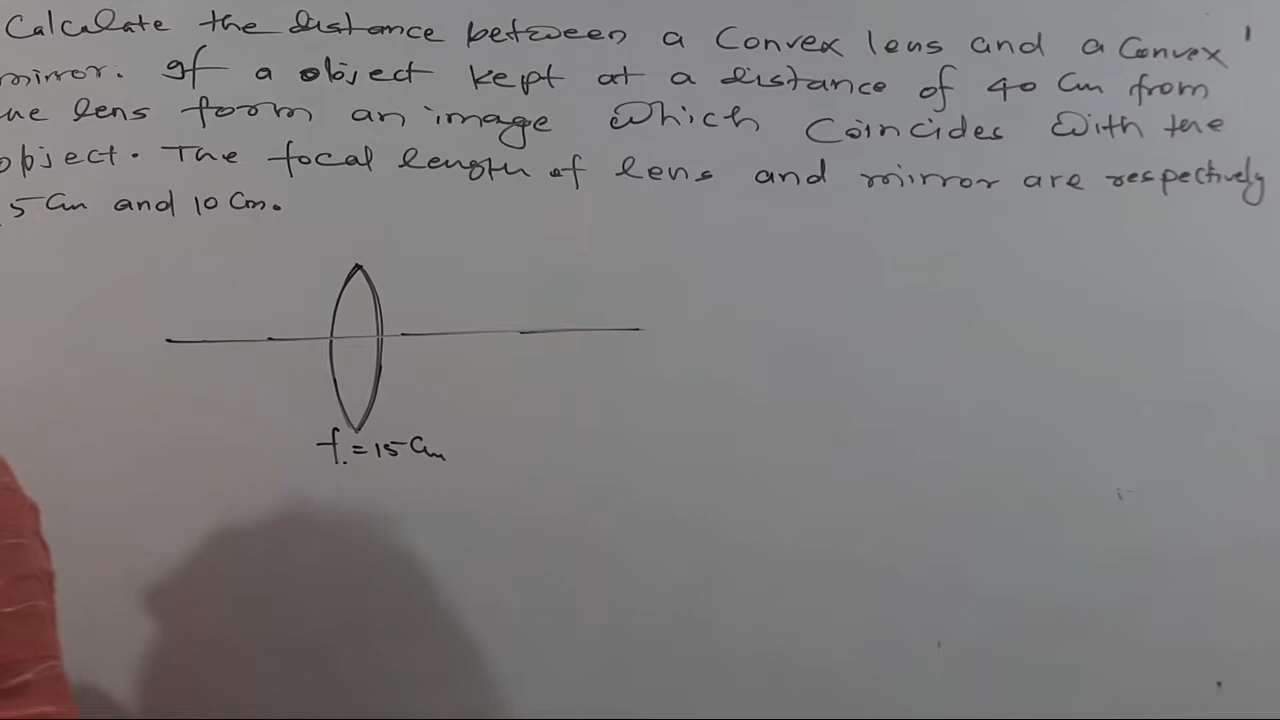 Calculate the distance between a Convex lens and a Convex
mirror. If a object kept at a distance of 40 Cm from
lens form an image which Coincides with the
object. The focal length of lens and mirror are respectively
5 Cm and 10 Cm.
f = 15 Cm